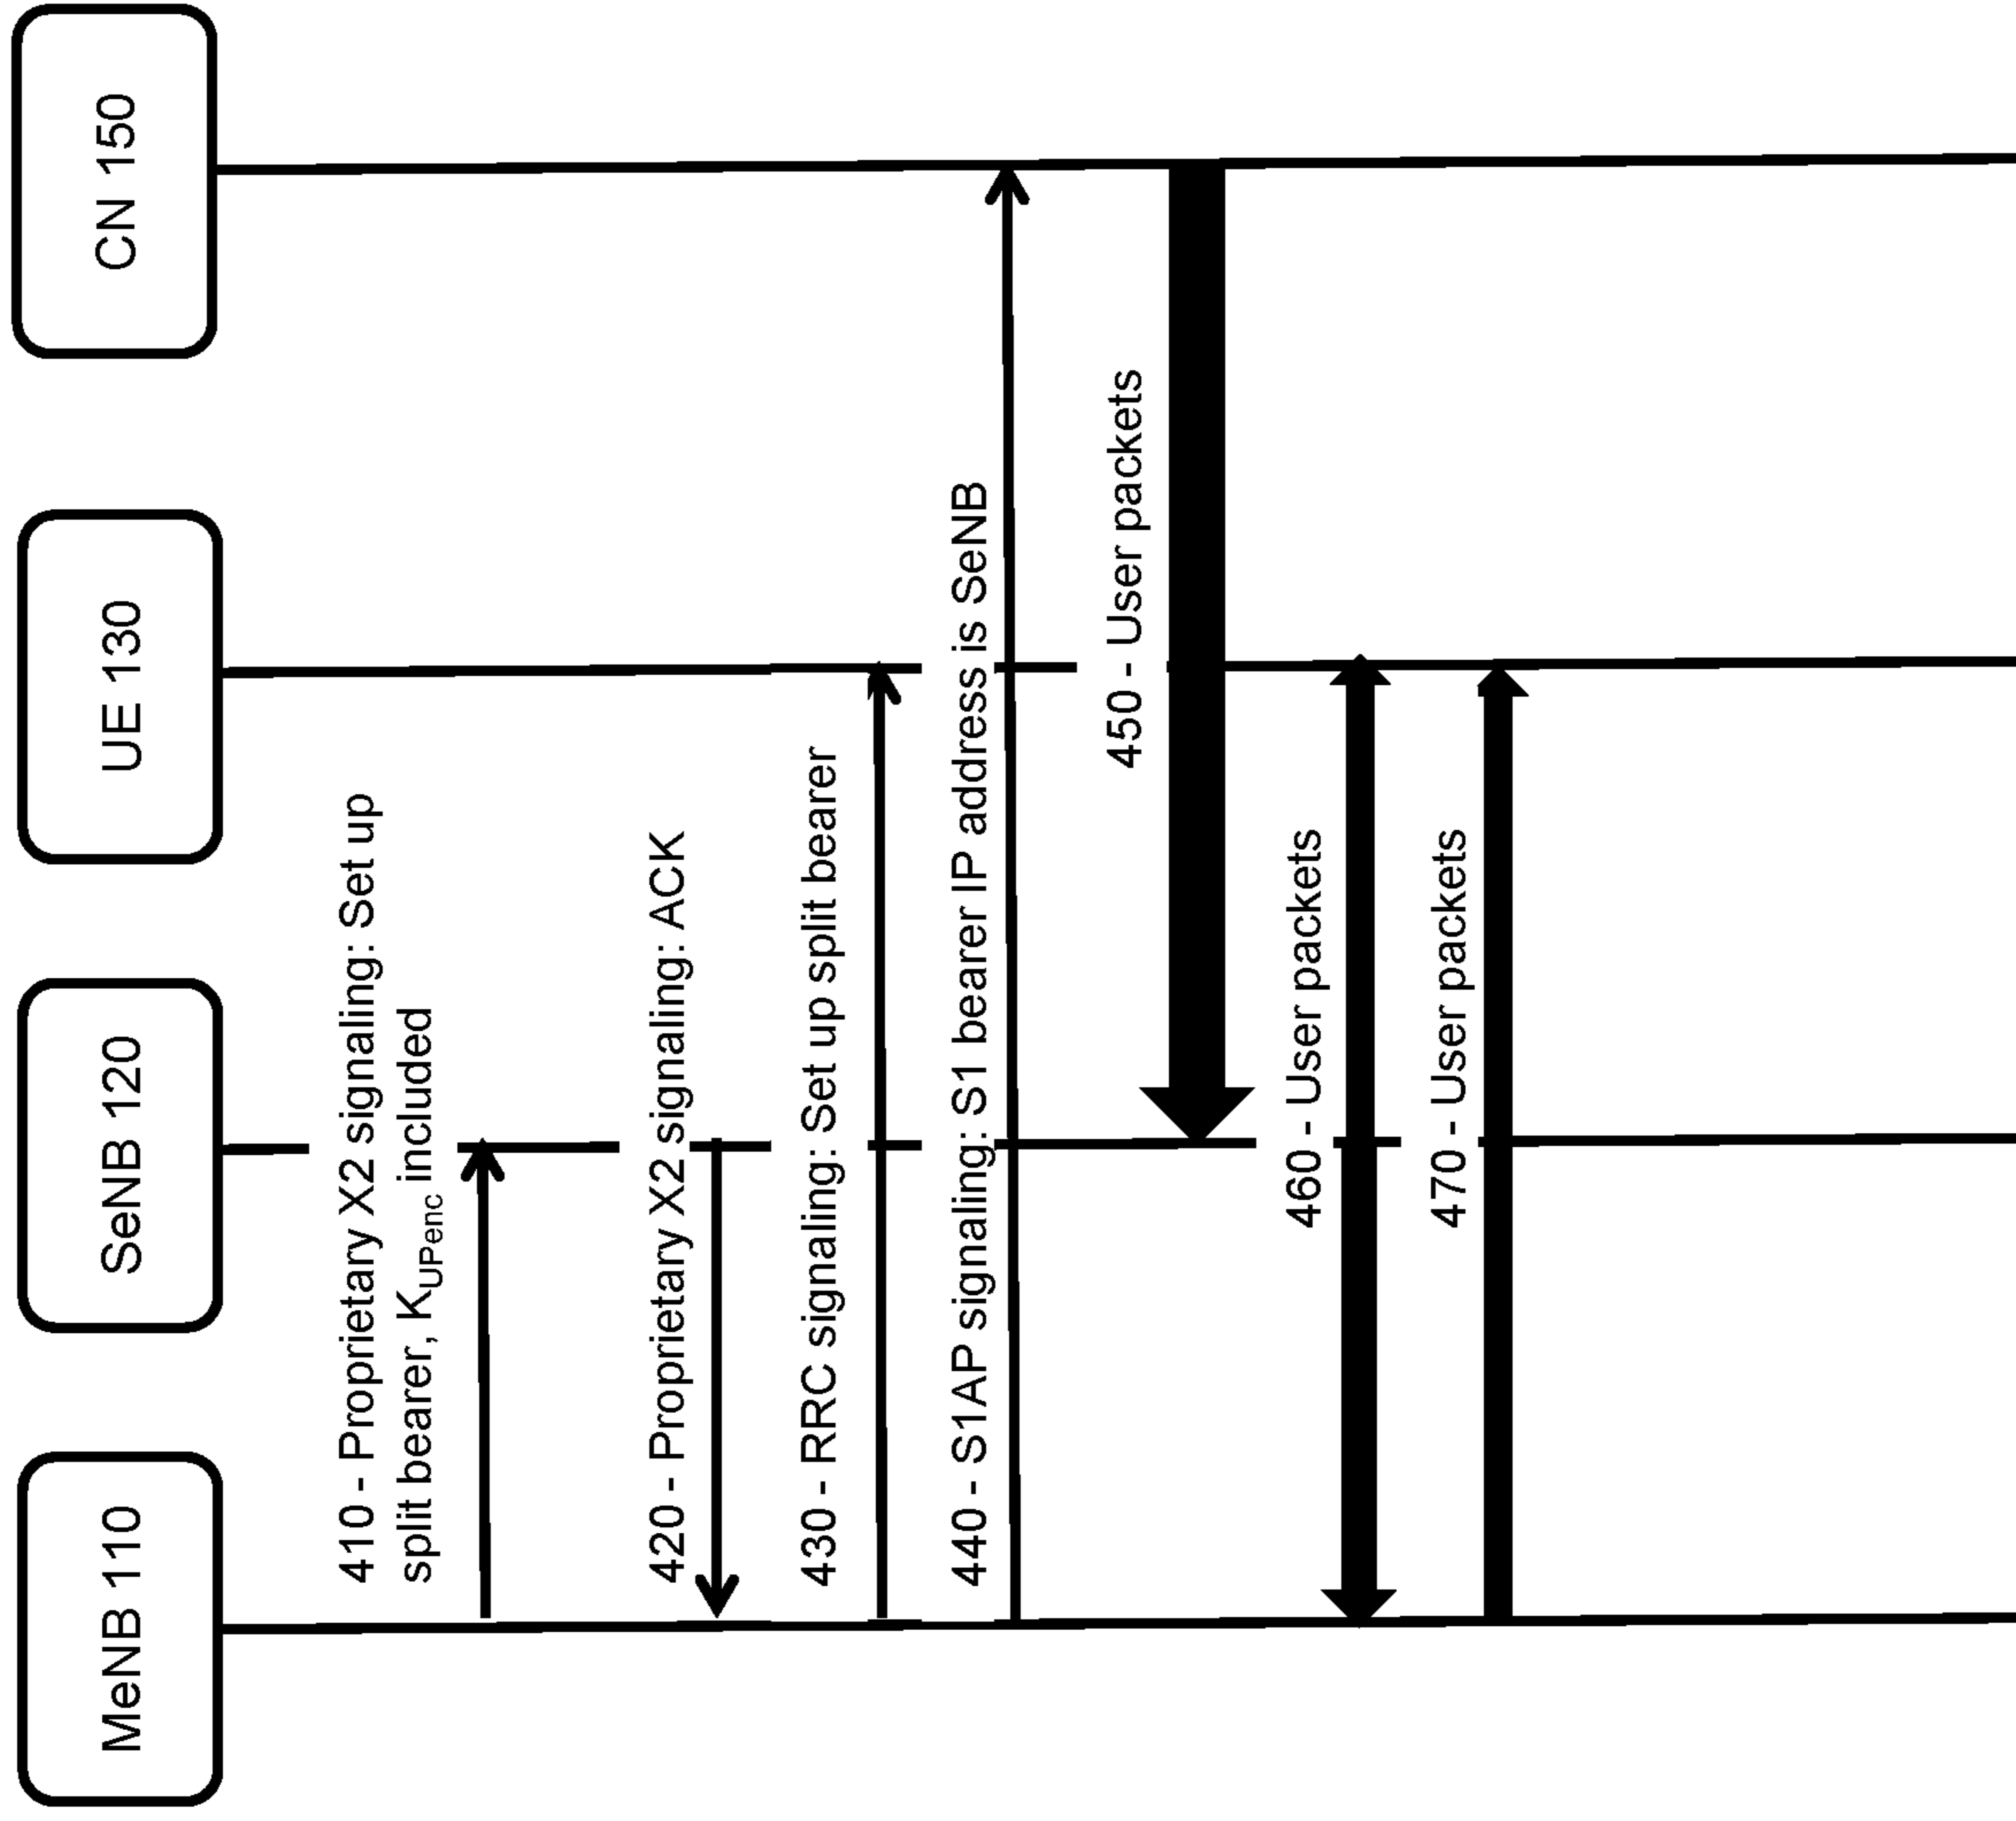 MeNB 110
SeNB 120
UE 130
CN 150
410 - Proprietary X2 signaling: Set up
split bearer, KUPenc included
420 - Proprietary X2 signaling: ACK
430 - RRC signaling: Set up split bearer
440 - S1AP signaling: S1 bearer IP address is SeNB
450 - User packets
460 - User packets
470 - User packets